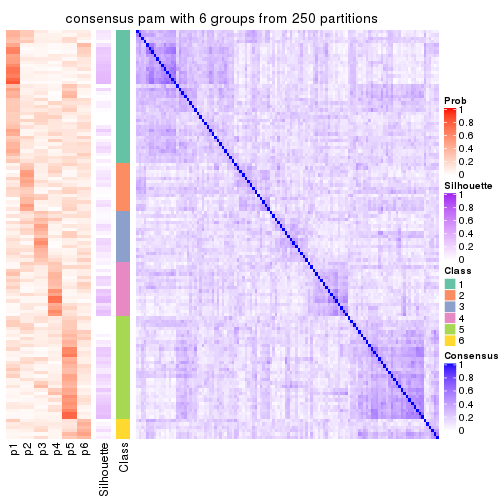 consensus pam with 6 groups from 250 partitions
Prob
1
0.8
0.6
0.4
0.2
0
Silhouette
1
0.8
0.6
0.4
0.2
0
Class
1
2
3
4
5
6
Consensus
1
0.8
0.6
0.4
0.2
0
p1
p2
p3
p4
p5
p6
Silhouette
Class